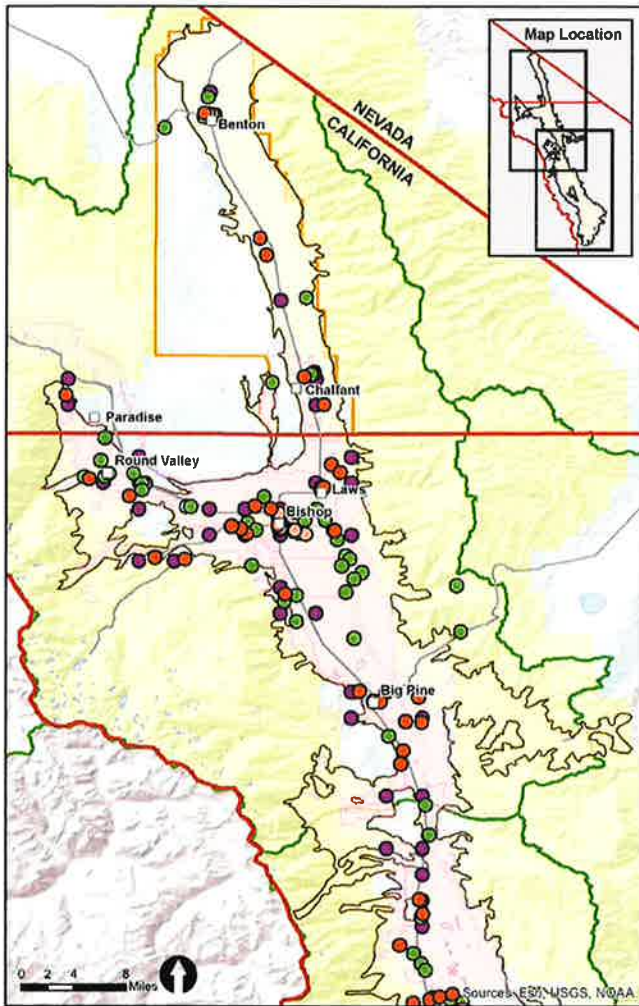 Map Location
NEVADA
CALIFORNIA
Benton
Chalfant
Paradise
Round Valley
Laws
Bishop
Big Pine
0 2 4 8
Miles
Sources: Esri, USGS, NOAA